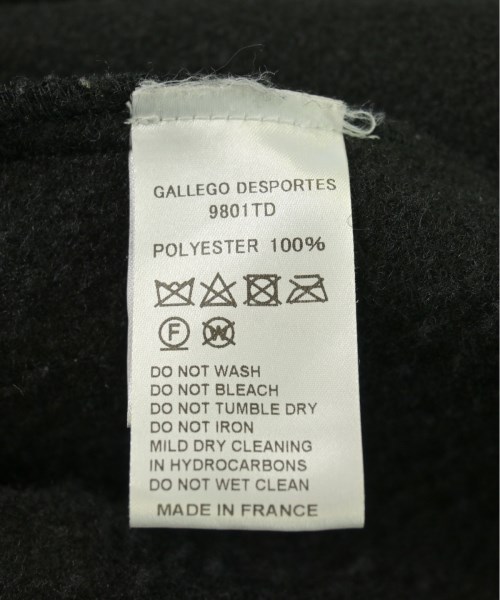 GALLEGO DESPORTES
9801TD
POLYESTER 100%
F W
DO NOT WASH
DO NOT BLEACH
DO NOT TUMBLE DRY
DO NOT IRON
MILD DRY CLEANING
IN HYDROCARBONS
DO NOT WET CLEAN
MADE IN FRANCE